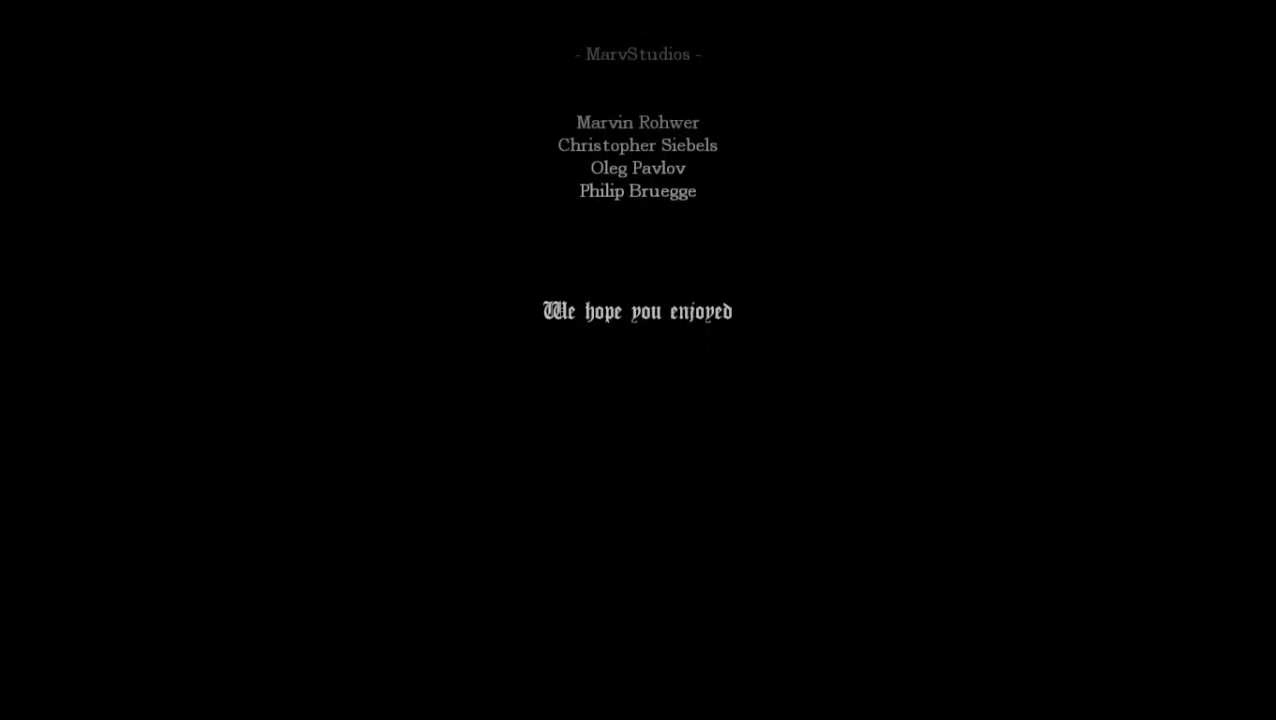 - MarvStudios -
Marvin Rohwer
Christopher Siebels
Oleg Pavlov
Philip Bruegge
We hope you enjoyed